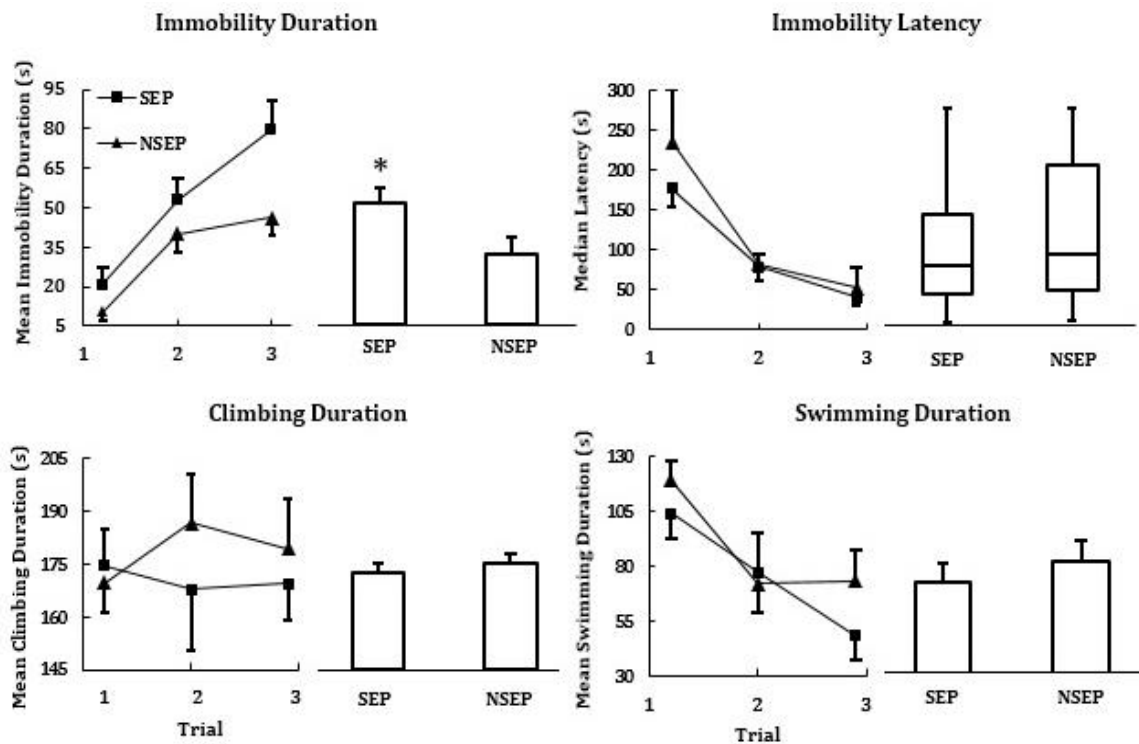 Immobility Duration
Mean Immobility Duration (s)
95
80
65
50
35
20
5
SEP
NSEP
*
1 2 3
SEP NSEP
Immobility Latency
Median Latency (s)
300
250
200
150
100
50
0
1 2 3
SEP NSEP
Climbing Duration
Mean Climbing Duration (s)
205
190
175
160
145
1 2 3
Trial
SEP NSEP
Swimming Duration
Mean Swimming Duration (s)
130
105
80
55
30
1 2 3
Trial
SEP NSEP